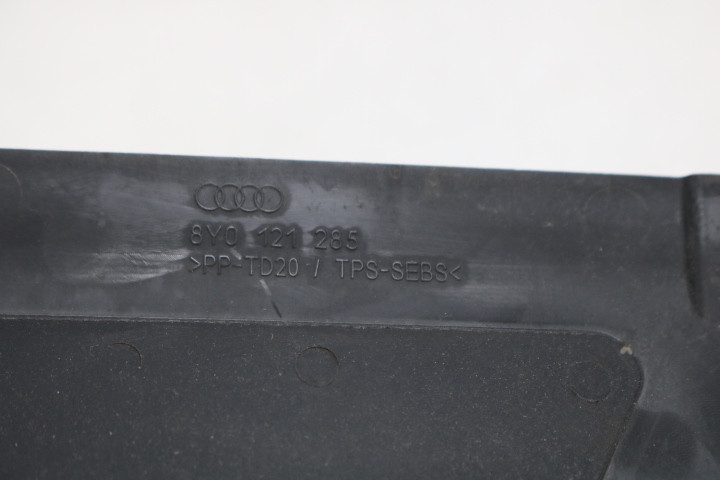 8Y0 121 285
>PP-TD20 / TPS-SEBS<